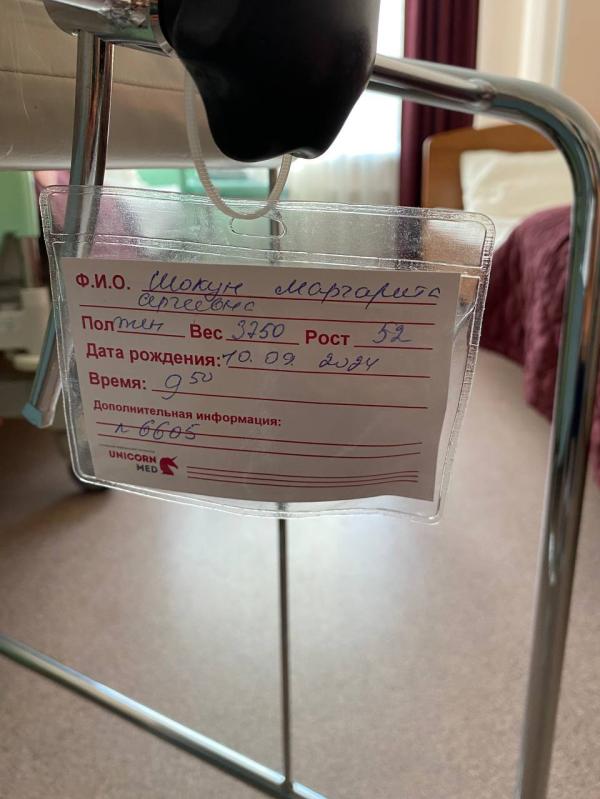 Ф.И.О. Шокун Маргарита
Сергеевна
Пол жен Вес 3750 Рост 52
Дата рождения: 10.09.2024
Время: 9 50
Дополнительная информация:
6605
UNICORN
MED